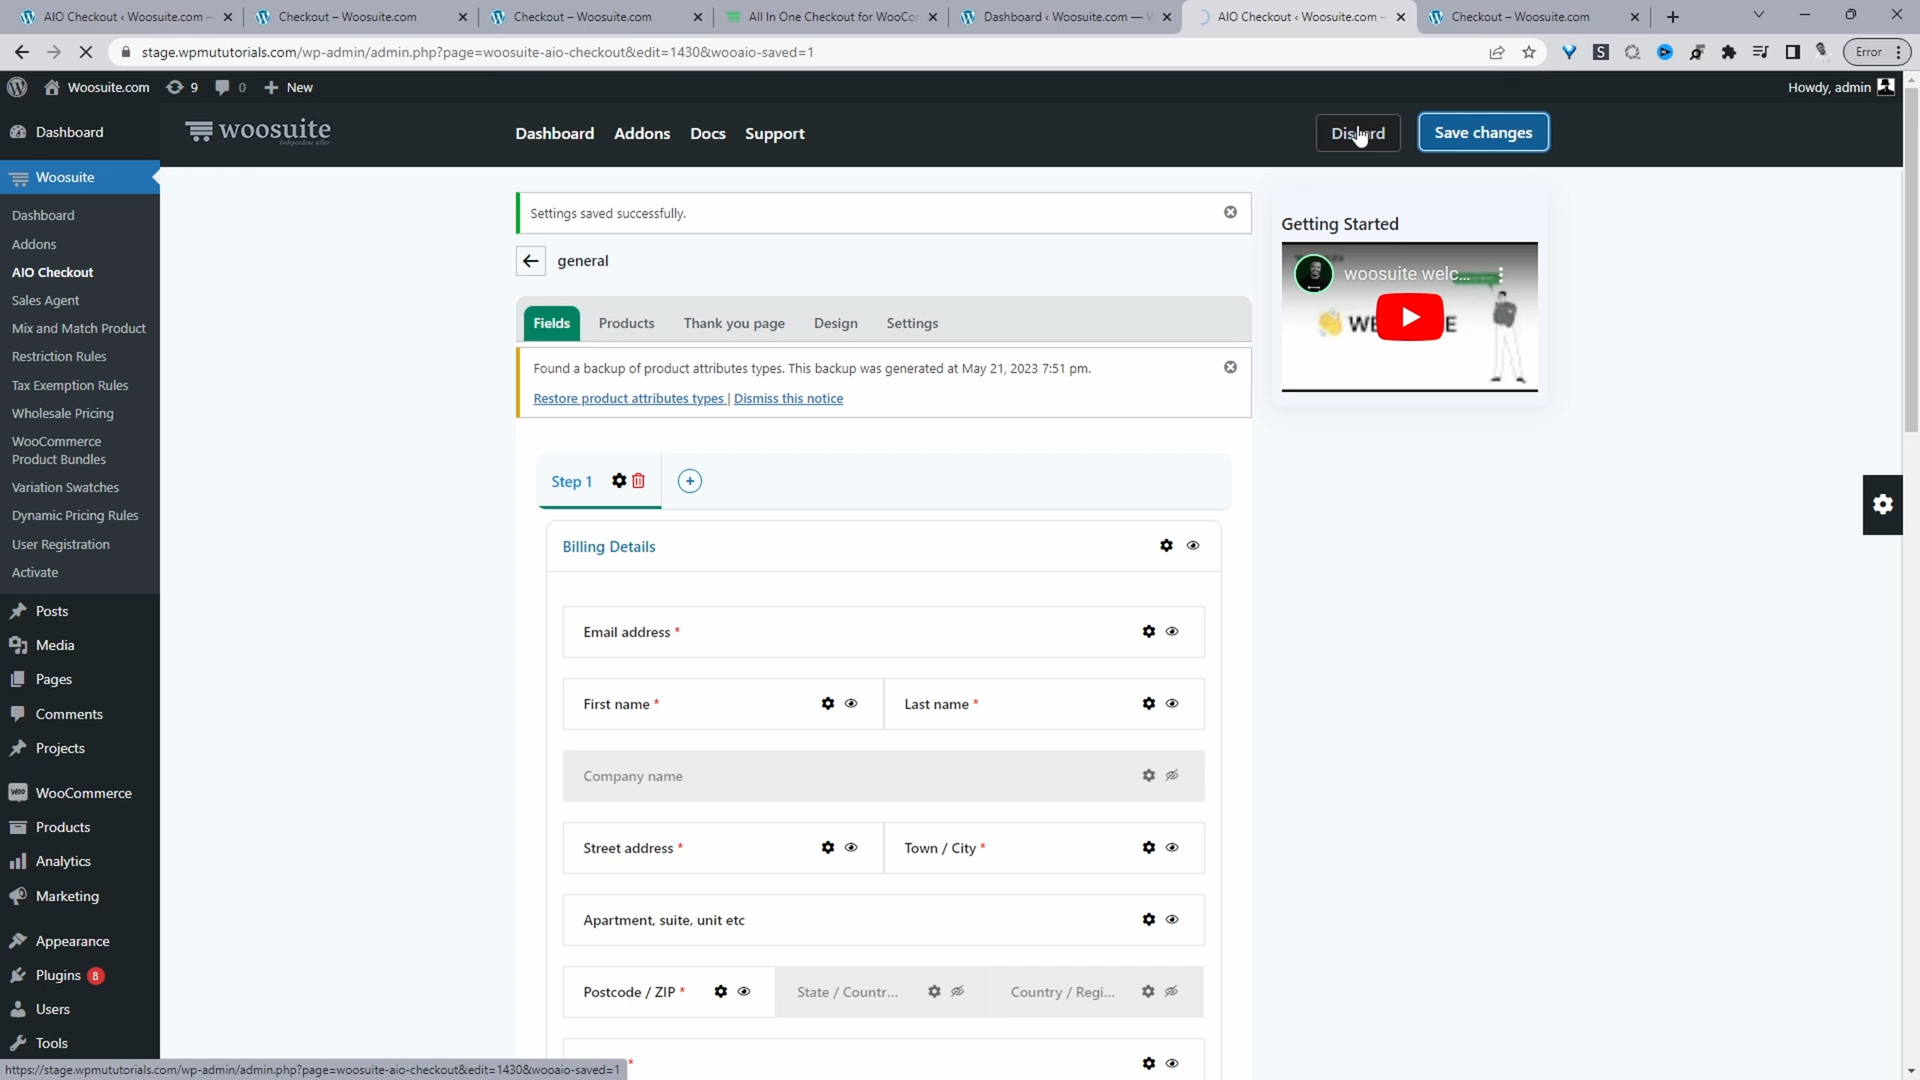 AIO Checkout ‹ Woosuite.com —
Checkout – Woosuite.com
Checkout – Woosuite.com
All In One Checkout for WooCor
Dashboard ‹ Woosuite.com — W
AIO Checkout ‹ Woosuite.com —
Checkout – Woosuite.com
stage.wpmututorials.com/wp-admin/admin.php?page=woosuite-aio-checkout&edit=1430&wooaio-saved=1
Error
Woosuite.com
9
0
New
Howdy, admin
Dashboard
woosuite
Independent seller
Dashboard
Addons
Docs
Support
Discard
Save changes
Woosuite
Dashboard
Addons
AIO Checkout
Sales Agent
Mix and Match Product
Restriction Rules
Tax Exemption Rules
Wholesale Pricing
WooCommerce
Product Bundles
Variation Swatches
Dynamic Pricing Rules
User Registration
Activate
Posts
Media
Pages
Comments
Projects
WooCommerce
Products
Analytics
Marketing
Appearance
Plugins 8
Users
Tools
Settings saved successfully.
general
Fields
Products
Thank you page
Design
Settings
Found a backup of product attributes types. This backup was generated at May 21, 2023 7:51 pm.
Restore product attributes types | Dismiss this notice
Step 1
Billing Details
Email address *
First name *
Last name *
Company name
Street address *
Town / City *
Apartment, suite, unit etc
Postcode / ZIP *
State / Countr...
Country / Regi...
*
Getting Started
woosuite welc...
https://stage.wpmututorials.com/wp-admin/admin.php?page=woosuite-aio-checkout&edit=1430&wooaio-saved=1